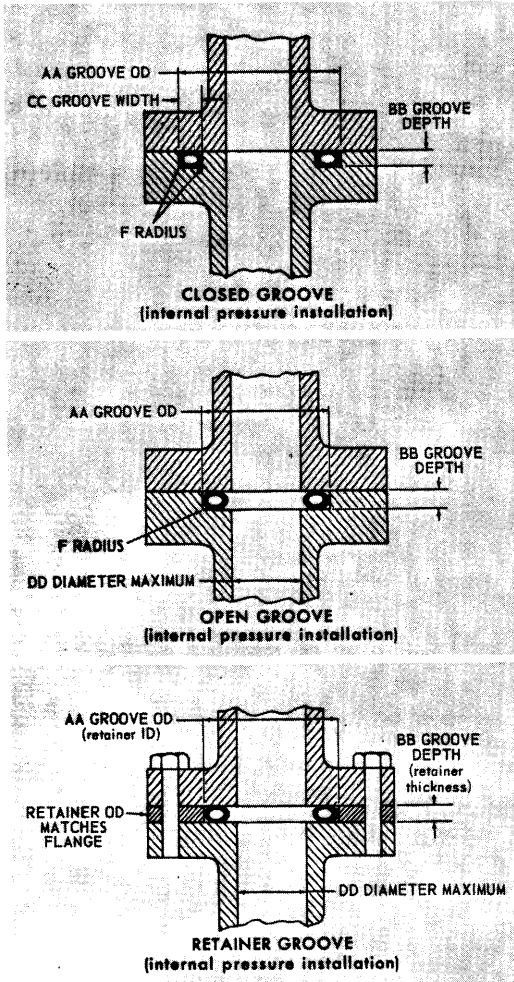 AA GROOVE OD
CC GROOVE WIDTH
BB GROOVE
DEPTH
F RADIUS
CLOSED GROOVE
(internal pressure installation)
AA GROOVE OD
BB GROOVE
DEPTH
F RADIUS
DD DIAMETER MAXIMUM
OPEN GROOVE
(internal pressure installation)
AA GROOVE OD
(retainer ID)
BB GROOVE
DEPTH
(retainer
thickness)
RETAINER OD
MATCHES
FLANGE
DD DIAMETER MAXIMUM
RETAINER GROOVE
(internal pressure installation)